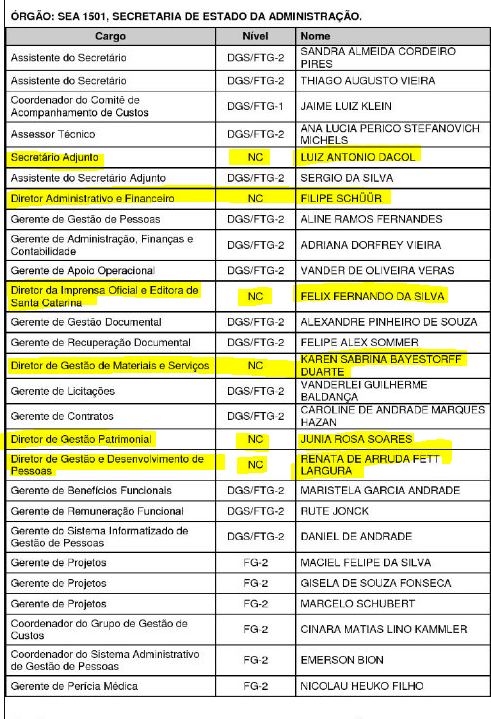 ÓRGÃO: SEA 1501, SECRETARIA DE ESTADO DA ADMINISTRAÇÃO.
Cargo Nível Nome
Assistente do Secretário DGS/FTG-2 SANDRA ALMEIDA CORDEIRO
PIRES
Assistente do Secretário DGS/FTG-2 THIAGO AUGUSTO VIEIRA
Coordenador do Comitê de
Acompanhamento de Custos DGS/FTG-1 JAIME LUIZ KLEIN
Assessor Técnico DGS/FTG-2 ANA LUCIA PERICO STEFANOVICH
MICHELS
Secretário Adjunto NC LUIZ ANTONIO DACOL
Assistente do Secretário Adjunto DGS/FTG-2 SERGIO DA SILVA
Diretor Administrativo e Financeiro NC FILIPE SCHÜÜR
Gerente de Gestão de Pessoas DGS/FTG-2 ALINE RAMOS FERNANDES
Gerente de Administração, Finanças e
Contabilidade DGS/FTG-2 ADRIANA DORFREY VIEIRA
Gerente de Apoio Operacional DGS/FTG-2 VANDER DE OLIVEIRA VERAS
Diretor da Imprensa Oficial e Editora de
Santa Catarina NC FELIX FERNANDO DA SILVA
Gerente de Gestão Documental DGS/FTG-2 ALEXANDRE PINHEIRO DE SOUZA
Gerente de Recuperação Documental DGS/FTG-2 FELIPE ALEX SOMMER
Diretor de Gestão de Materiais e Serviços NC KAREN SABRINA BAYESTORFF
DUARTE
Gerente de Licitações DGS/FTG-2 VANDERLEI GUILHERME
BALDANÇA
Gerente de Contratos DGS/FTG-2 CAROLINE DE ANDRADE MARQUES
HAZAN
Diretor de Gestão Patrimonial NC JUNIA ROSA SOARES
Diretor de Gestão e Desenvolvimento de
Pessoas NC RENATA DE ARRUDA FETT
LARGURA
Gerente de Benefícios Funcionais DGS/FTG-2 MARISTELA GARCIA ANDRADE
Gerente de Remuneração Funcional DGS/FTG-2 RUTE JONCK
Gerente do Sistema Informatizado de
Gestão de Pessoas DGS/FTG-2 DANIEL DE ANDRADE
Gerente de Projetos FG-2 MACIEL FELIPE DA SILVA
Gerente de Projetos FG-2 GISELA DE SOUZA FONSECA
Gerente de Projetos FG-2 MARCELO SCHUBERT
Coordenador do Grupo de Gestão de
Custos FG-2 CINARA MATIAS LINO KAMMLER
Coordenador do Sistema Administrativo
de Gestão de Pessoas FG-2 EMERSON BION
Gerente de Perícia Médica FG-2 NICOLAU HEUKO FILHO